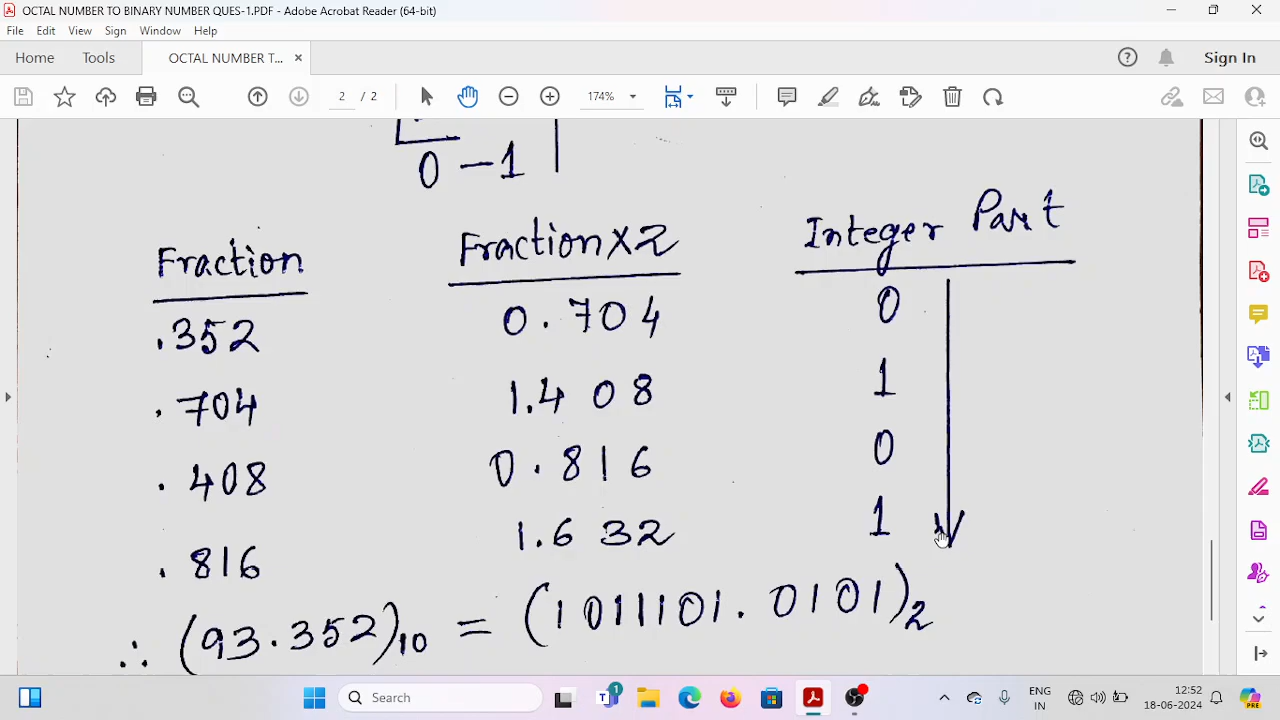 OCTAL NUMBER TO BINARY NUMBER QUES-1.PDF - Adobe Acrobat Reader (64-bit)
File Edit View Sign Window Help
Home Tools OCTAL NUMBER T... × Sign In
2 / 2 174%
0 – 1
Fraction Fraction X 2 Integer Part
.352 0.704 0
.704 1.408 1
.408 0.816 0
.816 1.632 1
∴ (93.352)10 = (1011101.0101)2
Search 1 ENG IN 12:52 18-06-2024 PRE